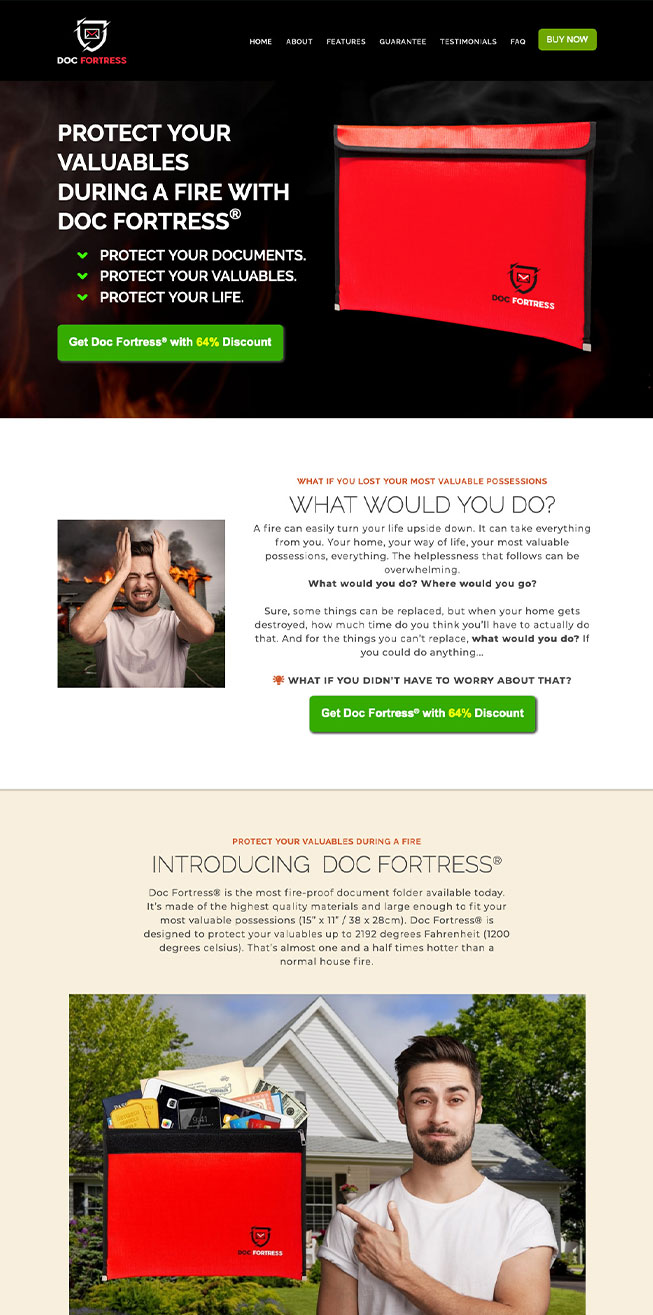 DOC FORTRESS
HOME ABOUT FEATURES GUARANTEE TESTIMONIALS FAQ BUY NOW
PROTECT YOUR
VALUABLES
DURING A FIRE WITH
DOC FORTRESS®
PROTECT YOUR DOCUMENTS.
PROTECT YOUR VALUABLES.
PROTECT YOUR LIFE.
Get Doc Fortress® with 64% Discount
DOC FORTRESS
WHAT IF YOU LOST YOUR MOST VALUABLE POSSESSIONS
WHAT WOULD YOU DO?
A fire can easily turn your life upside down. It can take everything
from you. Your home, your way of life, your most valuable
possessions, everything. The helplessness that follows can be
overwhelming.
What would you do? Where would you go?
Sure, some things can be replaced, but when your home gets
destroyed, how much time do you think you’ll have to actually do
that. And for the things you can’t replace, what would you do? If
you could do anything...
WHAT IF YOU DIDN’T HAVE TO WORRY ABOUT THAT?
Get Doc Fortress® with 64% Discount
PROTECT YOUR VALUABLES DURING A FIRE
INTRODUCING DOC FORTRESS®
Doc Fortress® is the most fire-proof document folder available today.
It’s made of the highest quality materials and large enough to fit your
most valuable possessions (15” x 11” / 38 x 28cm). Doc Fortress® is
designed to protect your valuables up to 2192 degrees Fahrenheit (1200
degrees celsius). That’s almost one and a half times hotter than a
normal house fire.
9:41
DOC FORTRESS